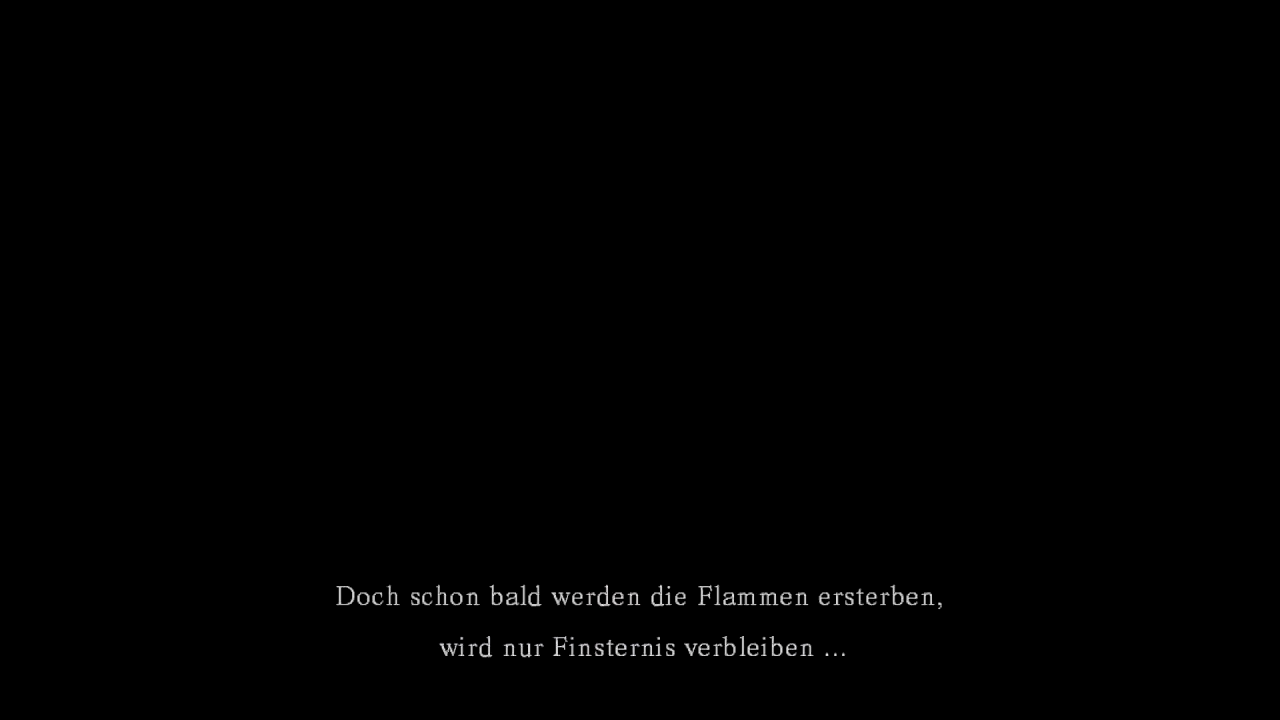 Doch schon bald werden die Flammen ersterben,
wird nur Finsternis verbleiben ...